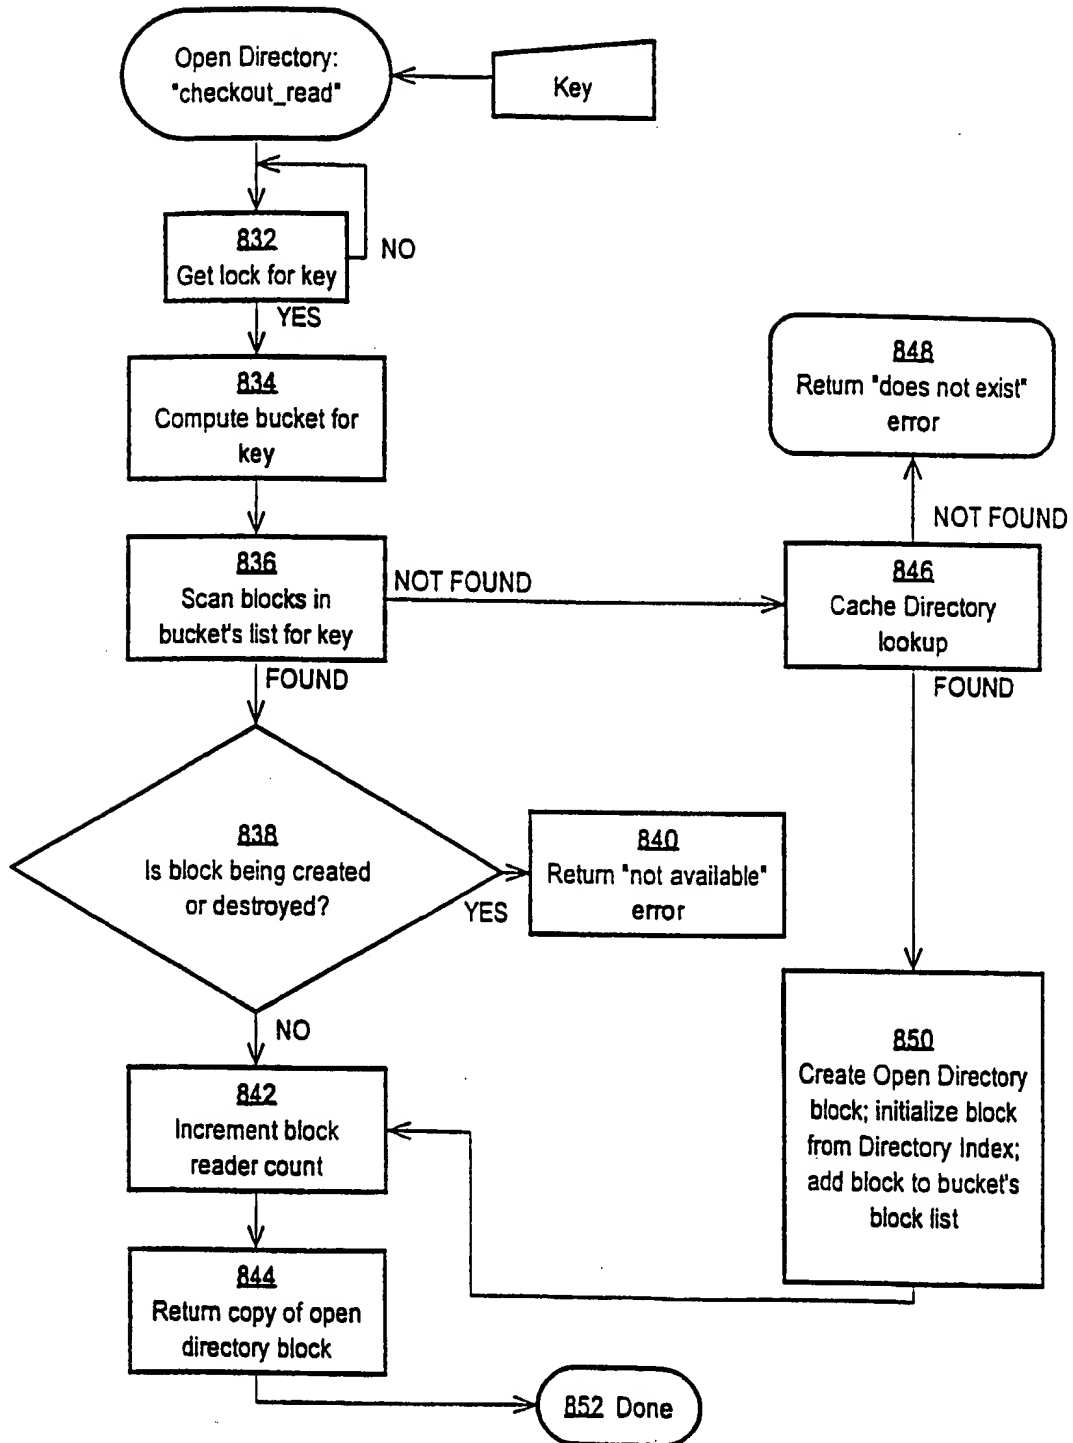 Open Directory:
"checkout_read"
Key
832
Get lock for key
NO
YES
834
Compute bucket for
key
836
Scan blocks in
bucket's list for key
NOT FOUND
FOUND
838
Is block being created
or destroyed?
YES
840
Return "not available"
error
NO
842
Increment block
reader count
844
Return copy of open
directory block
848
Return "does not exist"
error
NOT FOUND
846
Cache Directory
lookup
FOUND
850
Create Open Directory
block; initialize block
from Directory Index;
add block to bucket's
block list
852 Done